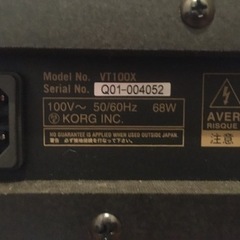 Model No. VT100X
Serial No. Q01-004052
100V～ 50/60Hz 68W
KORG INC.
NO GUARANTEE IS APPLIED WHEN USED OUTSIDE JAPAN.
AVER
RISQUE
注意